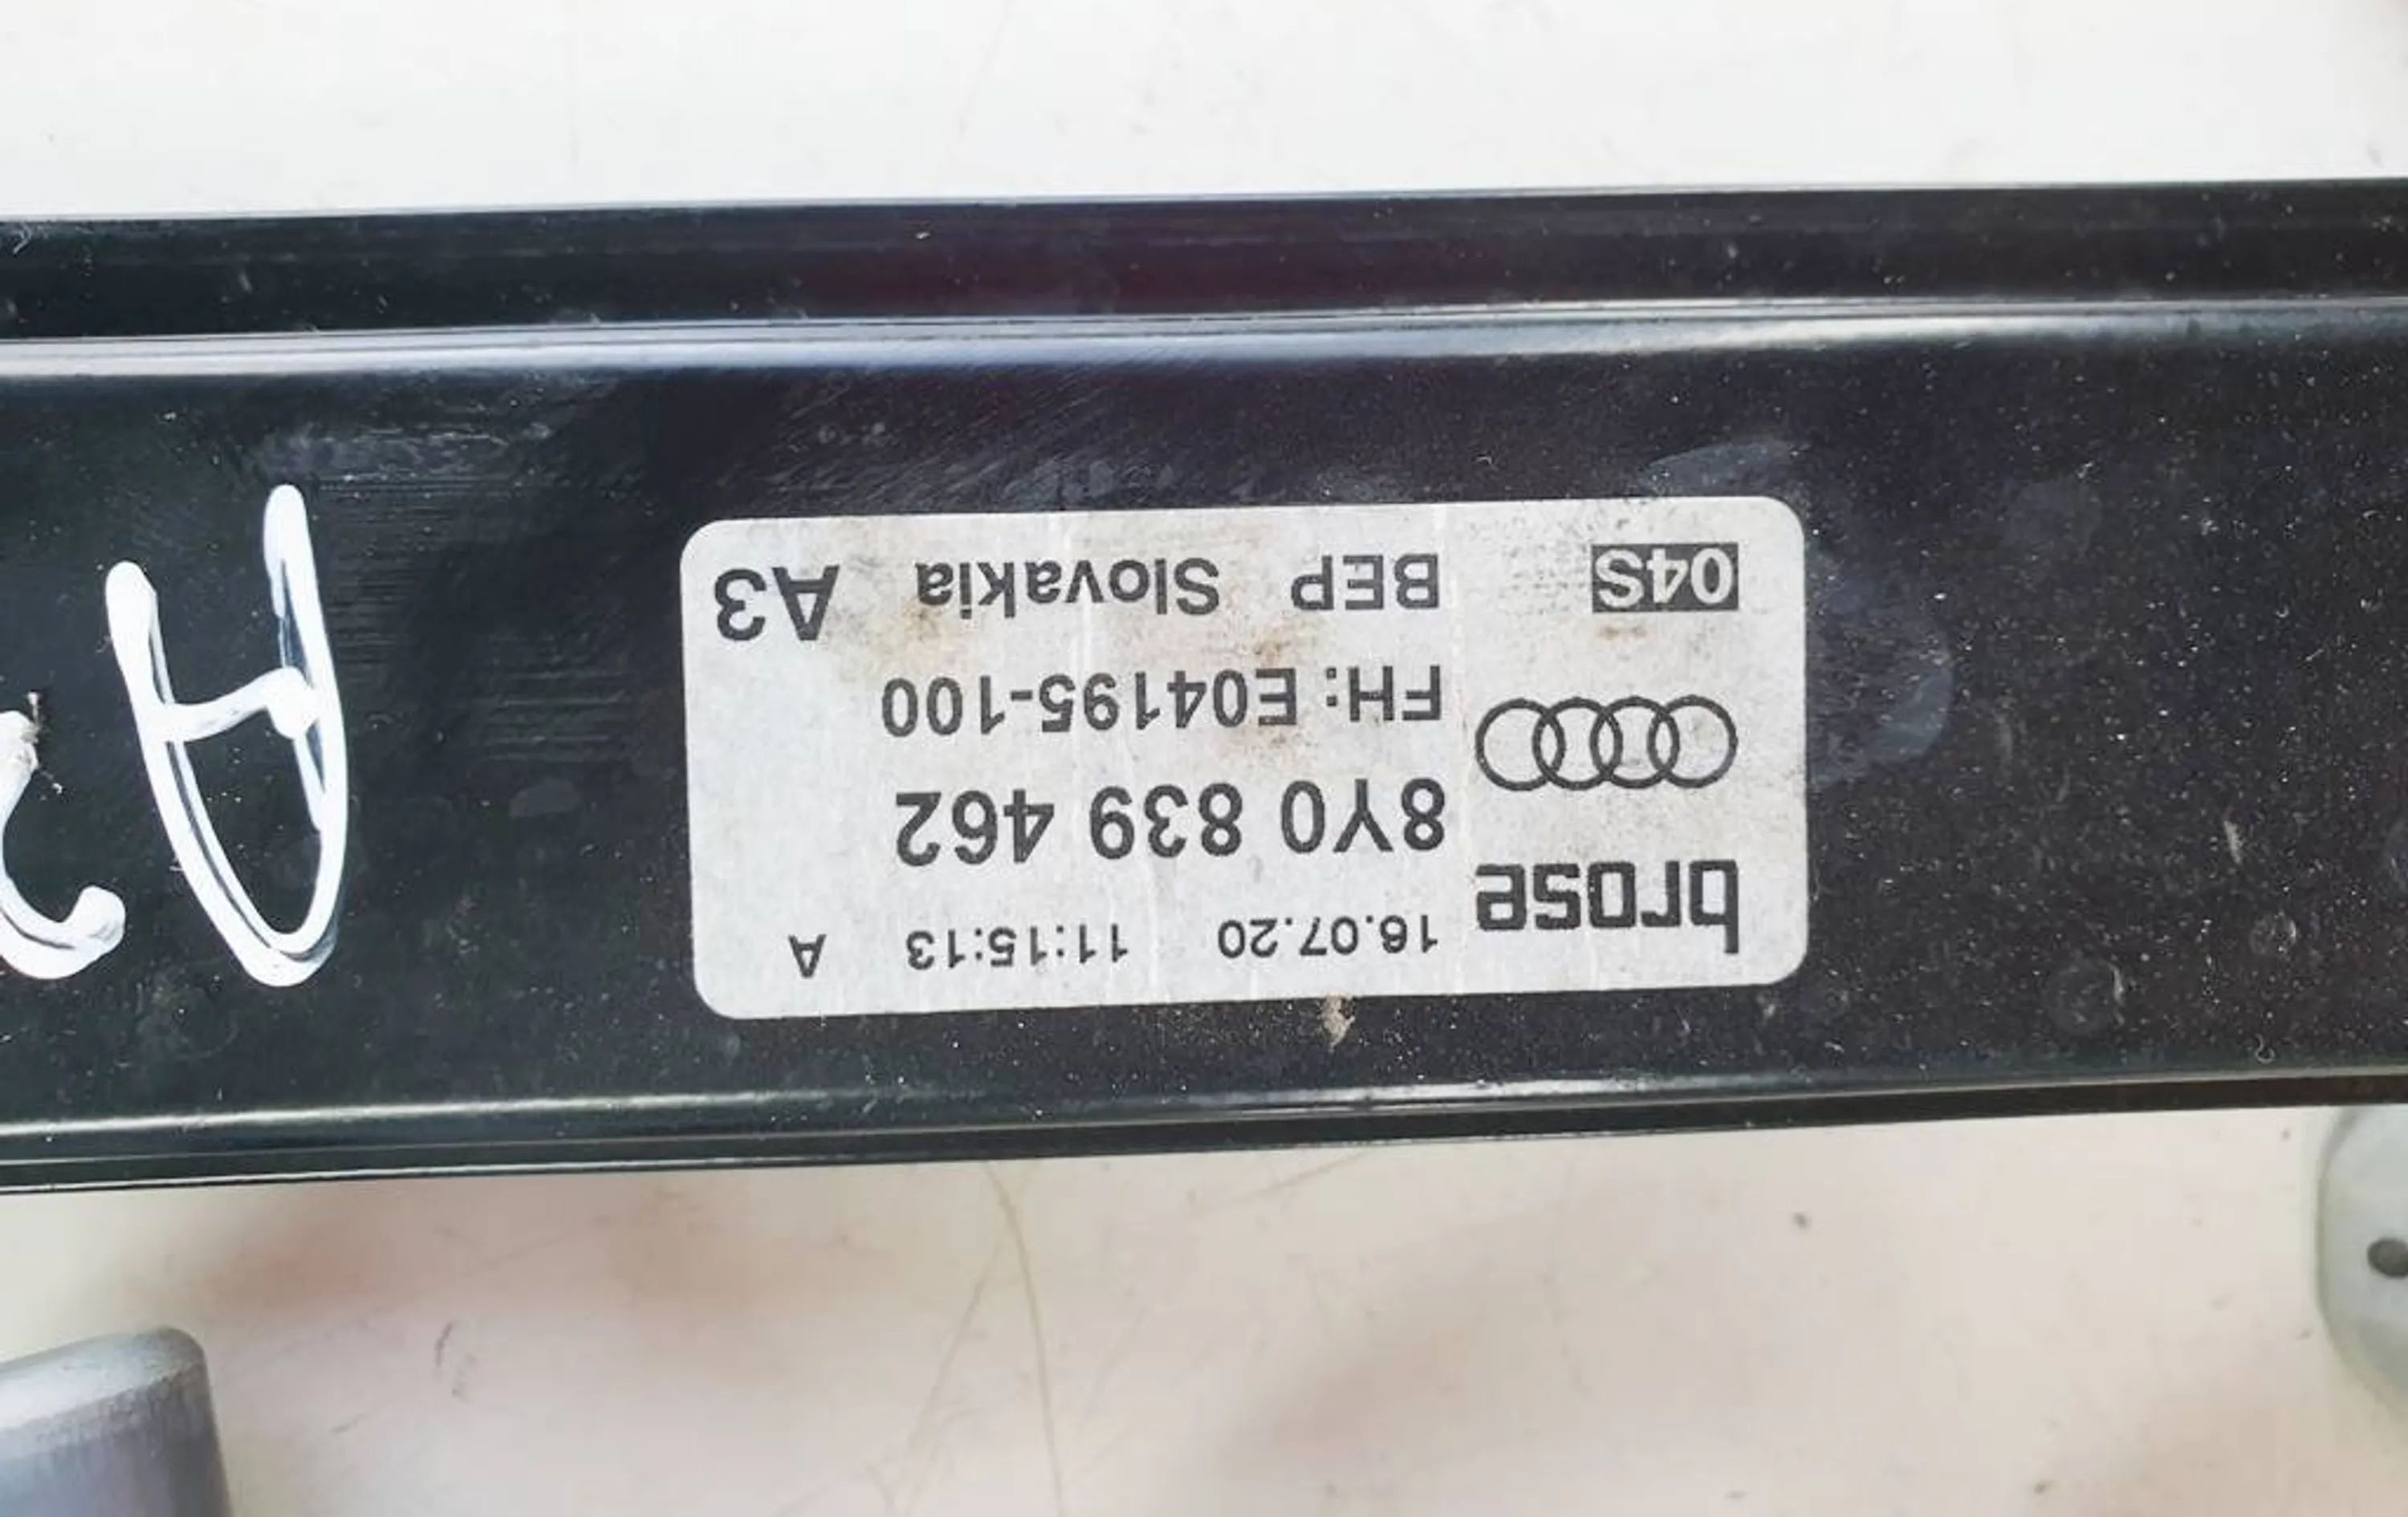 brose 16.07.20 11:15:13 A
8Y0 839 462
FH: E04195-100
04S BEP Slovakia A3
A